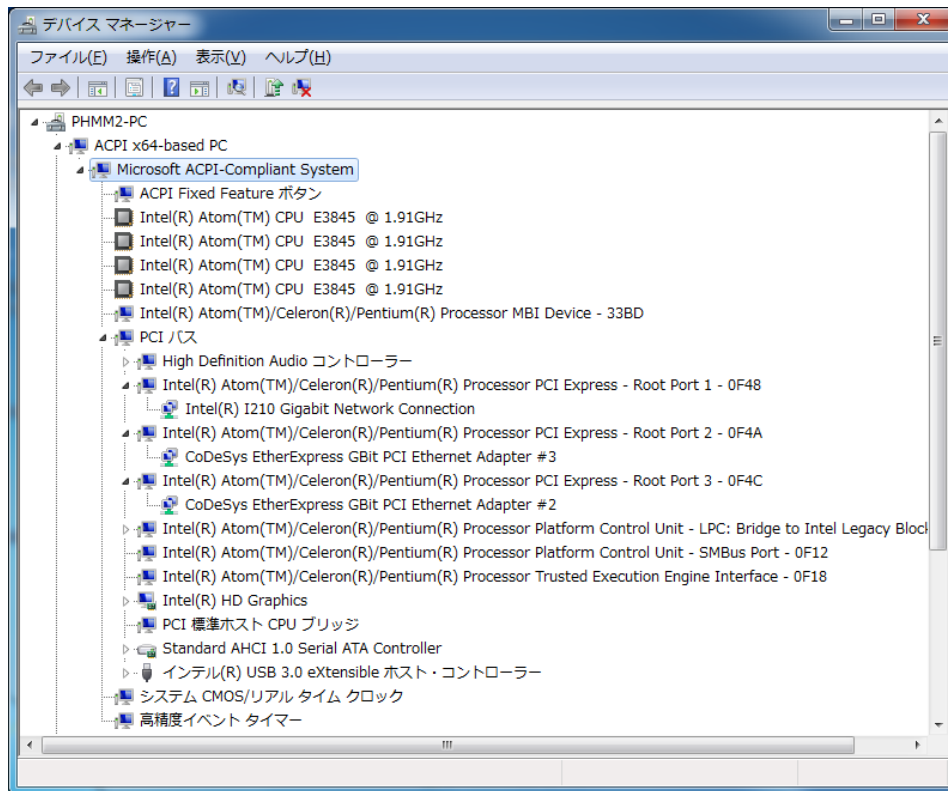 デバイス マネージャー
ファイル(F) 操作(A) 表示(V) ヘルプ(H)
PHMM2-PC
ACPI x64-based PC
Microsoft ACPI-Compliant System
ACPI Fixed Feature ボタン
Intel(R) Atom(TM) CPU E3845 @ 1.91GHz
Intel(R) Atom(TM) CPU E3845 @ 1.91GHz
Intel(R) Atom(TM) CPU E3845 @ 1.91GHz
Intel(R) Atom(TM) CPU E3845 @ 1.91GHz
Intel(R) Atom(TM)/Celeron(R)/Pentium(R) Processor MBI Device - 33BD
PCI バス
High Definition Audio コントローラー
Intel(R) Atom(TM)/Celeron(R)/Pentium(R) Processor PCI Express - Root Port 1 - 0F48
Intel(R) I210 Gigabit Network Connection
Intel(R) Atom(TM)/Celeron(R)/Pentium(R) Processor PCI Express - Root Port 2 - 0F4A
CoDeSys EtherExpress GBit PCI Ethernet Adapter #3
Intel(R) Atom(TM)/Celeron(R)/Pentium(R) Processor PCI Express - Root Port 3 - 0F4C
CoDeSys EtherExpress GBit PCI Ethernet Adapter #2
Intel(R) Atom(TM)/Celeron(R)/Pentium(R) Processor Platform Control Unit - LPC: Bridge to Intel Legacy Block
Intel(R) Atom(TM)/Celeron(R)/Pentium(R) Processor Platform Control Unit - SMBus Port - 0F12
Intel(R) Atom(TM)/Celeron(R)/Pentium(R) Processor Trusted Execution Engine Interface - 0F18
Intel(R) HD Graphics
PCI 標準ホスト CPU ブリッジ
Standard AHCI 1.0 Serial ATA Controller
インテル(R) USB 3.0 eXtensible ホスト・コントローラー
システム CMOS/リアル タイム クロック
高精度イベント タイマー